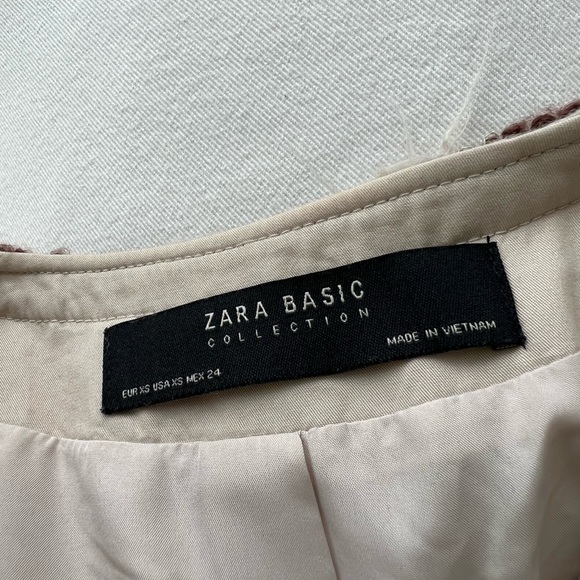 ZARA BASIC
COLLECTION
MADE IN VIETNAM
EUR XS USA XS MEX 24